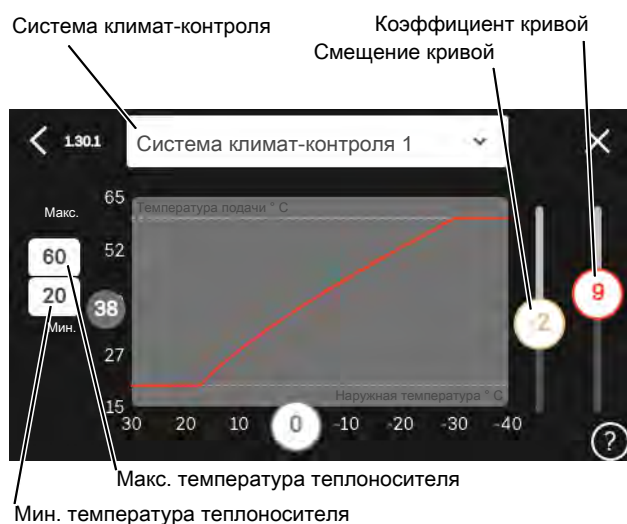 Коэффициент кривой
Система климат-контроля
Смещение кривой
1.30.1
Система климат-контроля 1
65
Температура подачи ° C
Макс.
52
60
20
38
Мин.
27
15
9
-2
Наружная температура ° C
30 20 10 0 -10 -20 -30 -40
?
Макс. температура теплоносителя
Мин. температура теплоносителя